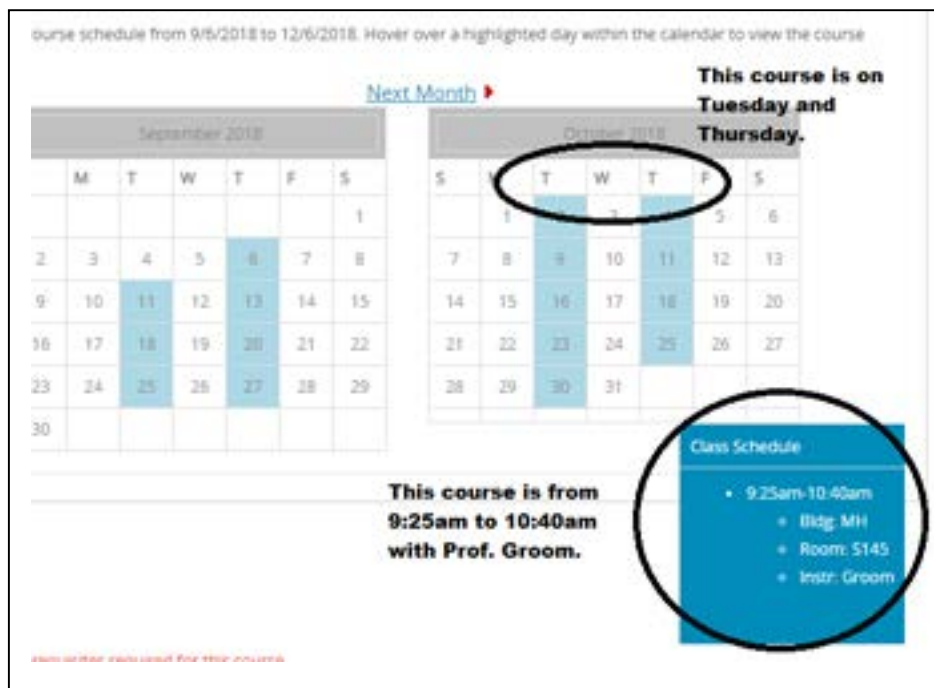 ourse schedule from 9/6/2018 to 12/6/2018. Hover over a highlighted day within the calendar to view the course
This course is on
Tuesday and
Thursday.
Next Month
September 2018
M T W T F S
1
2 3 4 5 6 7 8
9 10 11 12 13 14 15
16 17 18 19 20 21 22
23 24 25 26 27 28 29
30
October 2018
S M T W T F S
1 2 3 4 5 6
7 8 9 10 11 12 13
14 15 16 17 18 19 20
21 22 23 24 25 26 27
28 29 30 31
This course is from
9:25am to 10:40am
with Prof. Groom.
Class Schedule
9:25am-10:40am
Bldg: MH
Room: S145
Instr: Groom
required for this course